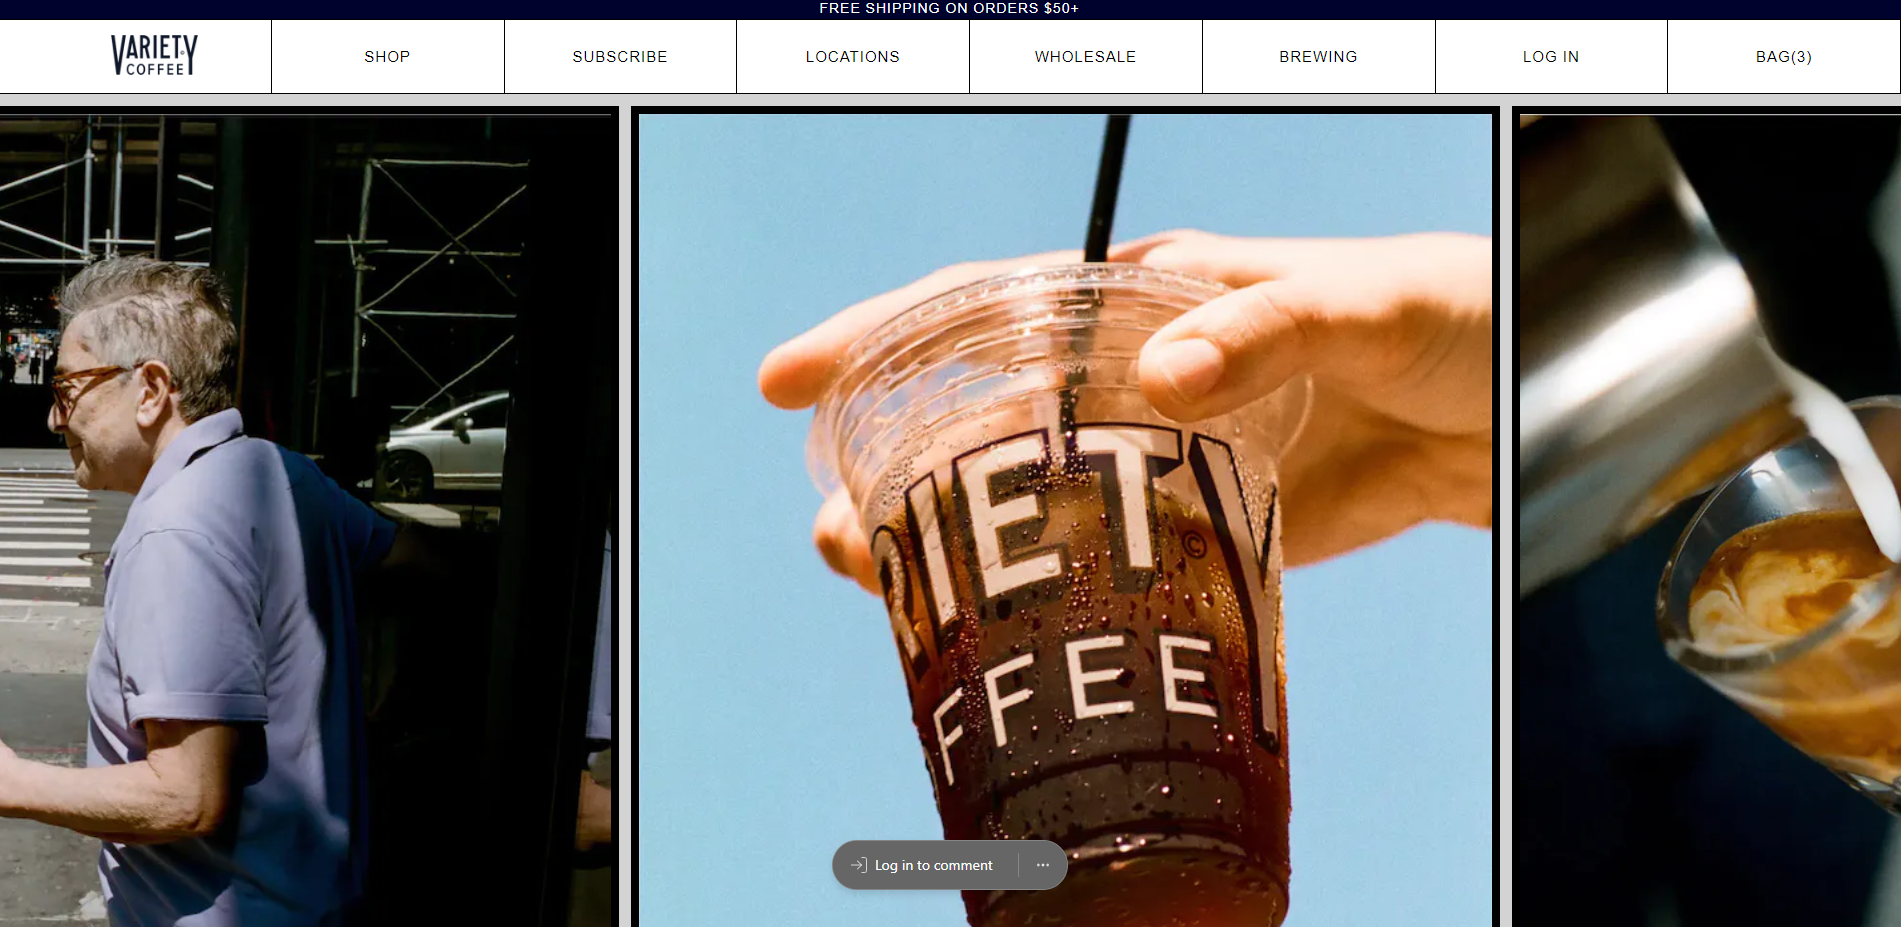 FREE SHIPPING ON ORDERS $50+
VARIETY
COFFEE
SHOP
SUBSCRIBE
LOCATIONS
WHOLESALE
BREWING
LOG IN
BAG(3)
RIETY
©
FFEE
Log in to comment